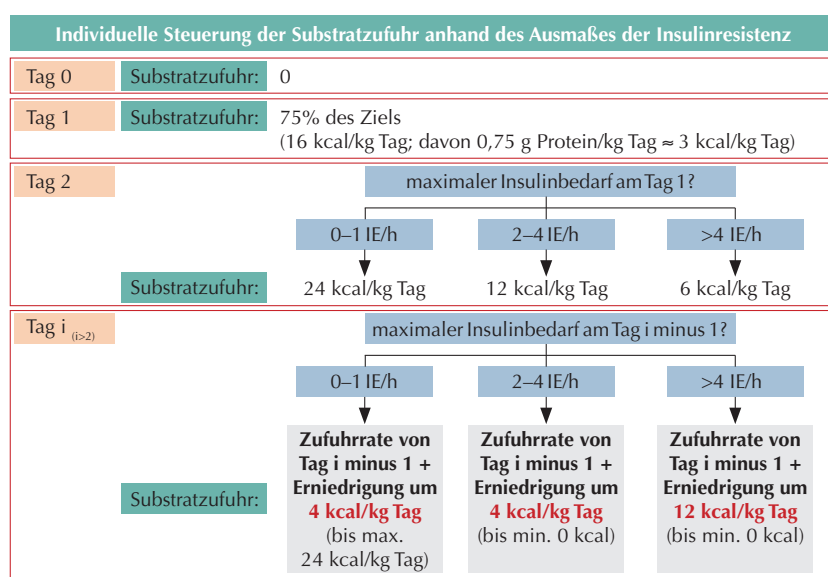 Individuelle Steuerung der Substratzufuhr anhand des Ausmaßes der Insulinresistenz
Tag 0
Substratzufuhr:
0
Tag 1
Substratzufuhr:
75% des Ziels
(16 kcal/kg Tag; davon 0,75 g Protein/kg Tag ≈ 3 kcal/kg Tag)
Tag 2
maximaler Insulinbedarf am Tag 1?
0–1 IE/h
2–4 IE/h
>4 IE/h
Substratzufuhr:
24 kcal/kg Tag
12 kcal/kg Tag
6 kcal/kg Tag
Tag i (i>2)
maximaler Insulinbedarf am Tag i minus 1?
0–1 IE/h
2–4 IE/h
>4 IE/h
Substratzufuhr:
Zufuhrrate von
Tag i minus 1 +
Erniedrigung um
4 kcal/kg Tag
(bis max.
24 kcal/kg Tag)
Zufuhrrate von
Tag i minus 1 +
Erniedrigung um
4 kcal/kg Tag
(bis min. 0 kcal)
Zufuhrrate von
Tag i minus 1 +
Erniedrigung um
12 kcal/kg Tag
(bis min. 0 kcal)